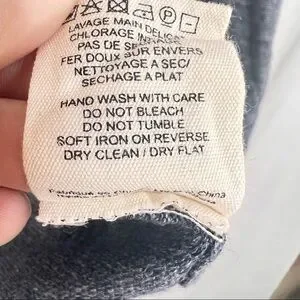 LAVAGE MAIN DELICAT
CHLORAGE
PAS DE
FER DOUX SUR ENVERS
NETTOYAGE A SEC/
SECHAGE A PLAT
HAND WASH WITH CARE
DO NOT BLEACH
DO NOT TUMBLE
SOFT IRON ON REVERSE
DRY CLEAN / DRY FLAT
China